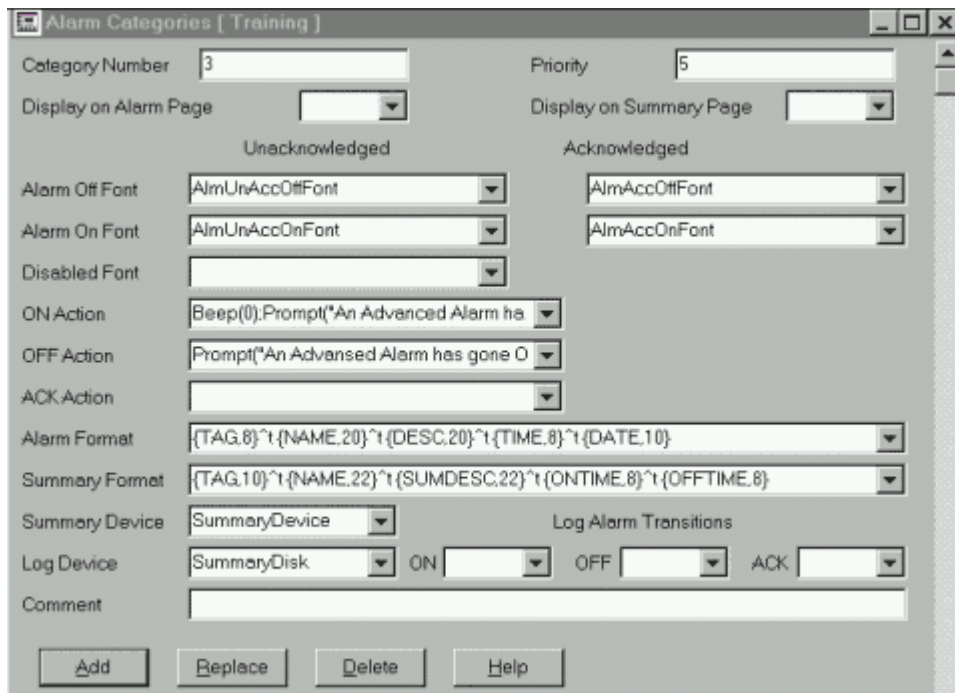 Alarm Categories [ Training ]
Category Number 3 Priority 5
Display on Alarm Page Display on Summary Page
Unacknowledged Acknowledged
Alarm Off Font AlmUnAccOffFont AlmAccOffFont
Alarm On Font AlmUnAccOnFont AlmAccOnFont
Disabled Font
ON Action Beep(0);Prompt("An Advanced Alarm ha
OFF Action Prompt("An Advansed Alarm has gone O
ACK Action
Alarm Format {TAG,8}^t {NAME,20}^t {DESC,20}^t {TIME,8}^t {DATE,10}
Summary Format {TAG,10}^t {NAME,22}^t {SUMDESC,22}^t {ONTIME,8}^t {OFFTIME,8}
Summary Device SummaryDevice Log Alarm Transitions
Log Device SummaryDisk ON OFF ACK
Comment
Add Replace Delete Help